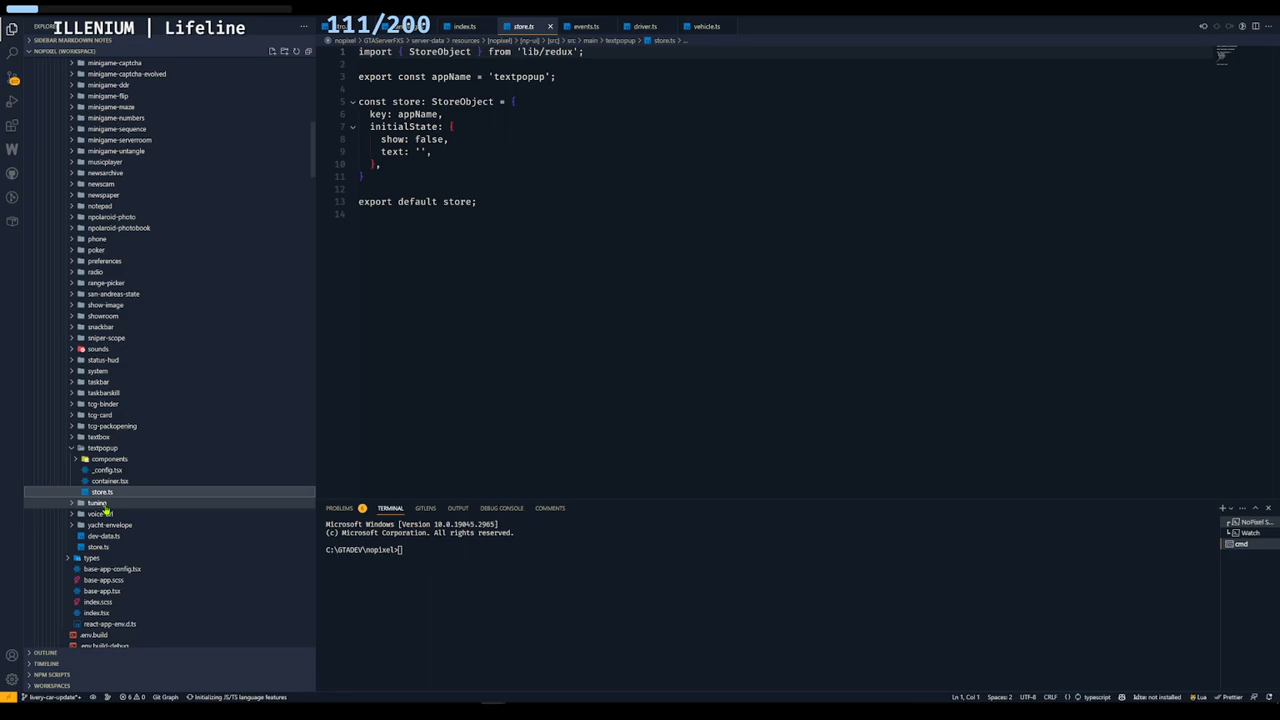 ILLENIUM | Lifeline
111/200
index.ts
store.ts
events.ts
driver.ts
vehicle.ts
SIDEBAR MARKDOWN NOTES
NOPIXEL (WORKSPACE)
minigame-captcha
minigame-captcha-evolved
minigame-ddr
minigame-flip
minigame-maze
minigame-numbers
minigame-sequence
minigame-serverroom
minigame-untangle
musicplayer
newsarchive
newscam
newspaper
notepad
npolaroid-photo
npolaroid-photobook
phone
poker
preferences
radio
range-picker
san-andreas-state
show-image
showroom
snackbar
sniper-scope
sounds
status-hud
system
taskbar
taskbarskill
tcg-binder
tcg-card
tcg-packopening
textbox
textpopup
components
_config.tsx
container.tsx
store.ts
tuning
yacht-envelope
dev-data.ts
store.ts
types
base-app-config.tsx
base-app.scss
base-app.tsx
index.scss
index.tsx
react-app-env.d.ts
.env.build
.env.build-debug
OUTLINE
TIMELINE
NPM SCRIPTS
WORKSPACES
nopixel > GTAServerFXS > server-data > resources > [nopixel] > [np-ui] > [src] > src > main > textpopup > store.ts > ...
1 import { StoreObject } from 'lib/redux';
2
3 export const appName = 'textpopup';
4
5 const store: StoreObject = {
6 key: appName,
7 initialState: {
8 show: false,
9 text: '',
10 },
11 }
12
13 export default store;
14
PROBLEMS 6 TERMINAL GITLENS OUTPUT DEBUG CONSOLE COMMENTS
Microsoft Windows [Version 10.0.19045.2965]
(c) Microsoft Corporation. All rights reserved.
C:\GTADEV\nopixel>
NoPixel S...
Watch
cmd
livery-car-update*+ Git Graph 6 0 Initializing JS/TS language features
Ln 1, Col 1 Spaces: 2 UTF-8 CRLF typescript not installed Lua Prettier